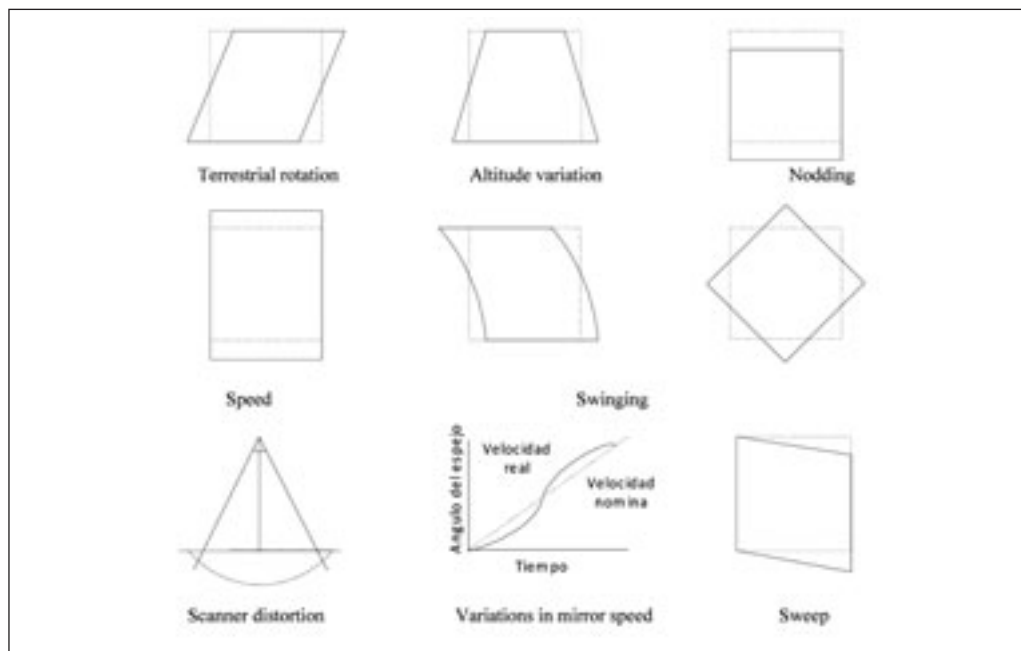 Terrestrial rotation
Altitude variation
Nodding
Speed
Swinging
Scanner distortion
Angulo del espejo
Velocidad
real
Velocidad
nomina
Tiempo
Variations in mirror speed
Sweep